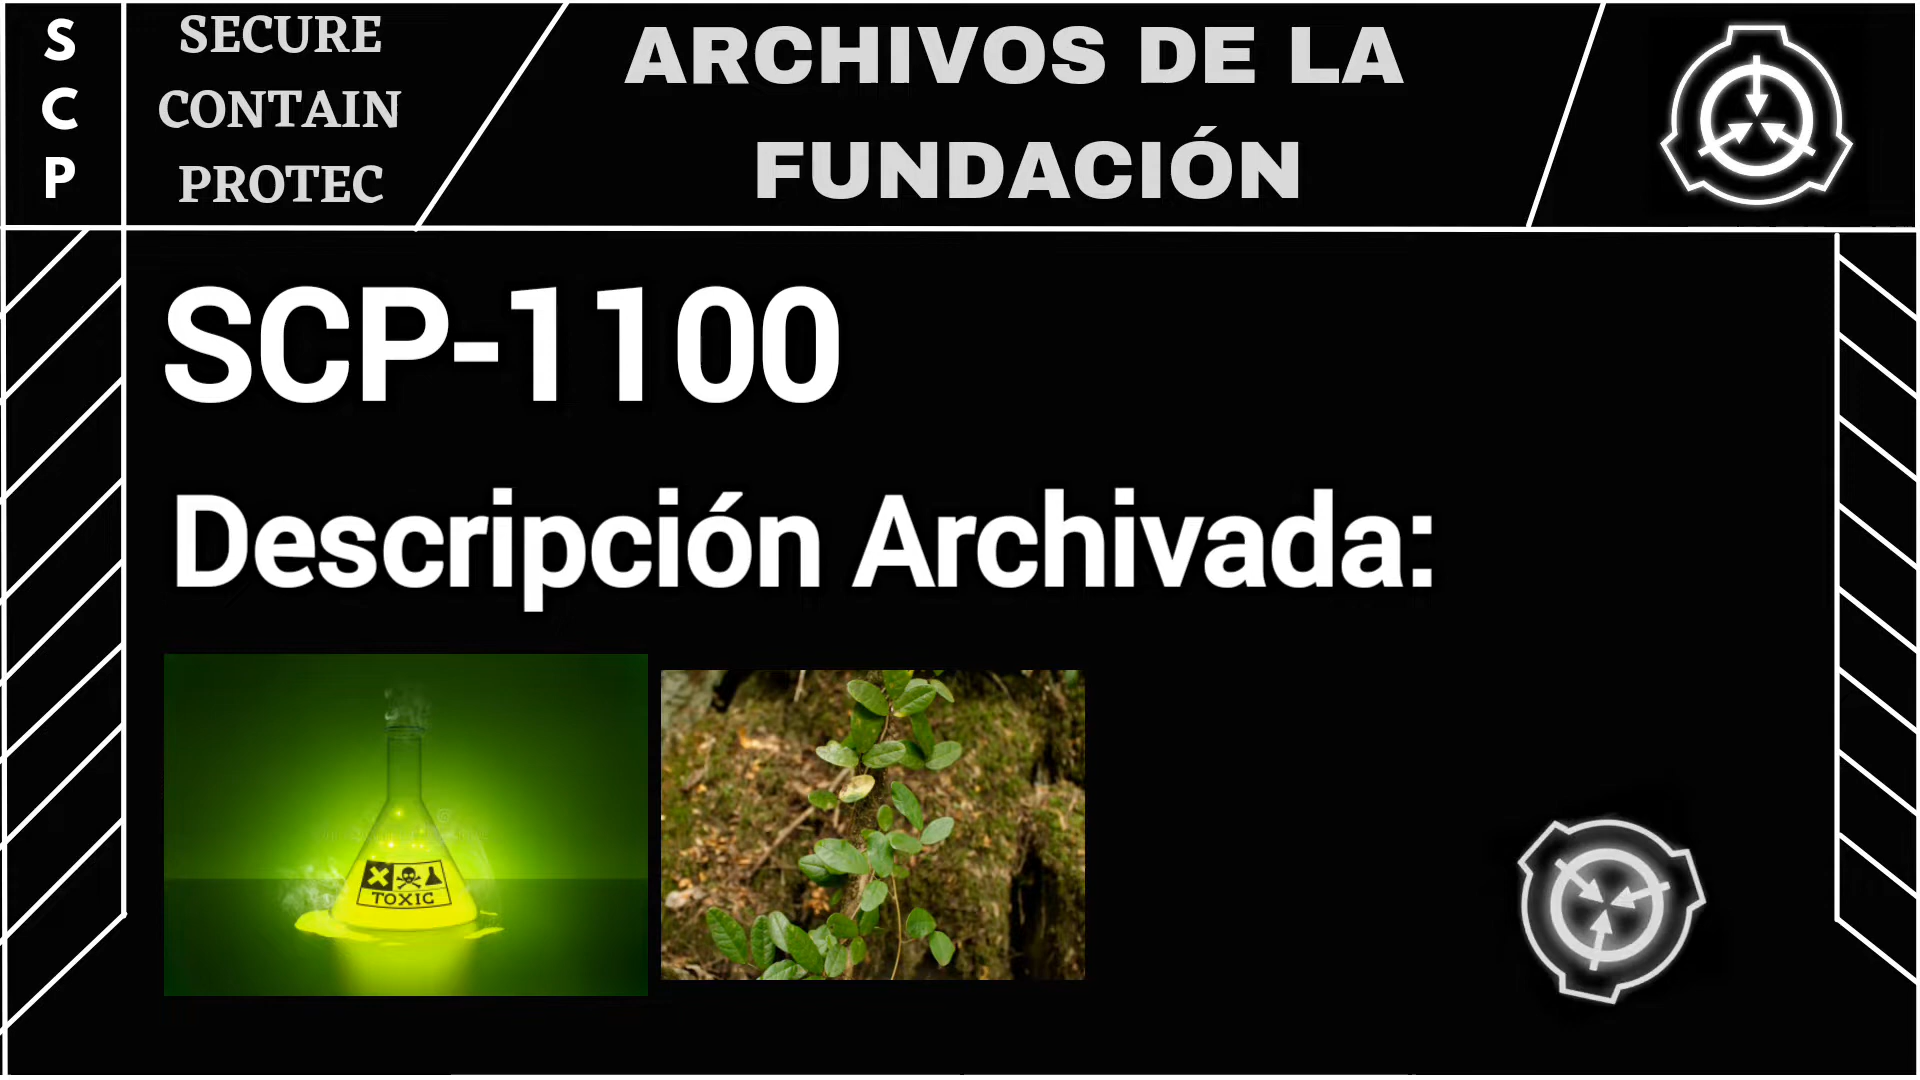 S
C
P
SECURE
CONTAIN
PROTEC
ARCHIVOS DE LA
FUNDACIÓN
SCP-1100
Descripción Archivada:
TOXIC